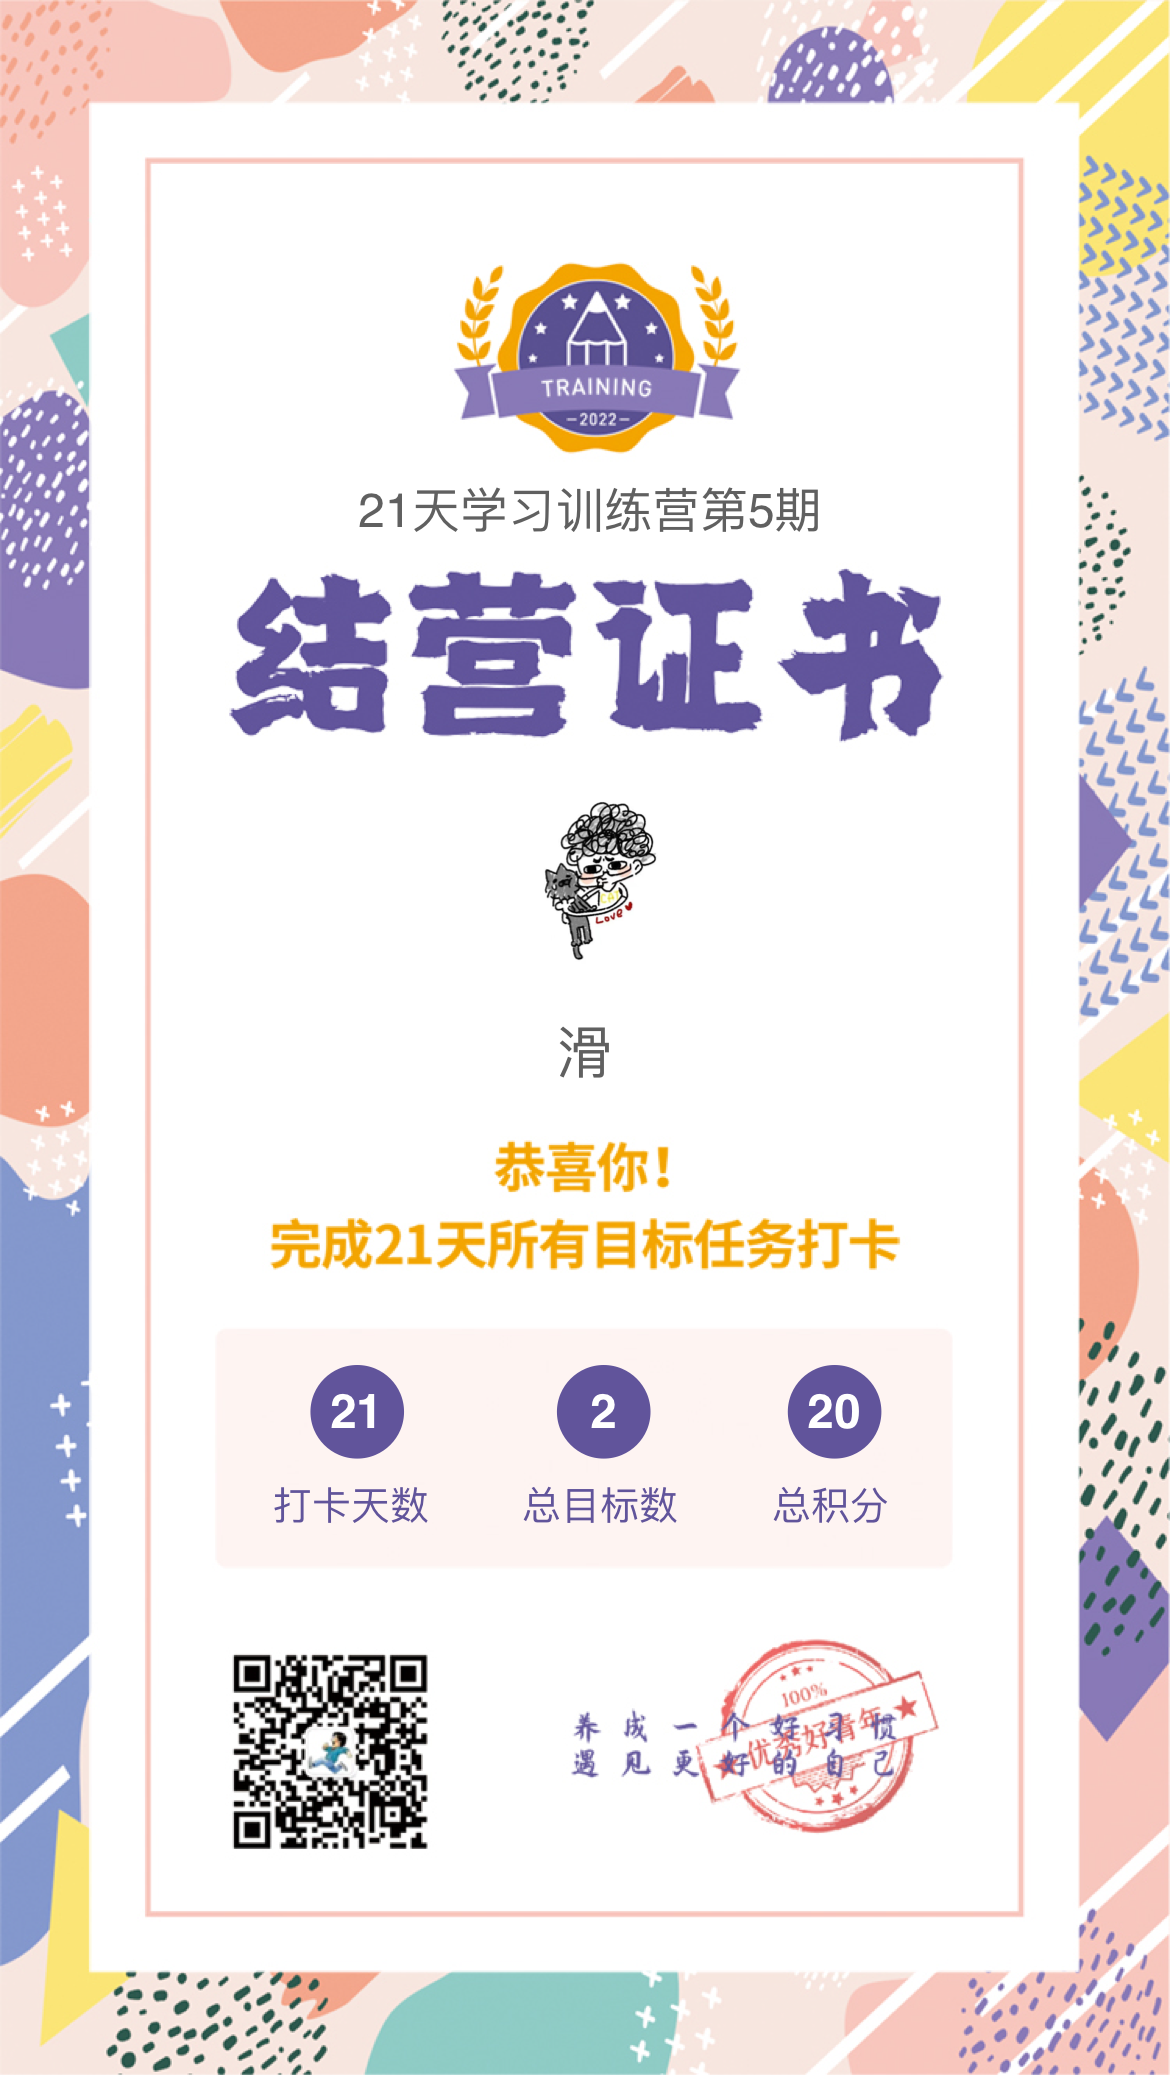 TRAINING
2022
21天学习训练营第5期
结营证书
Love
滑
恭喜你！
完成21天所有目标任务打卡
21
2
20
打卡天数
总目标数
总积分
100%
优秀好青年
养成一个好习惯
遇见更好的自己